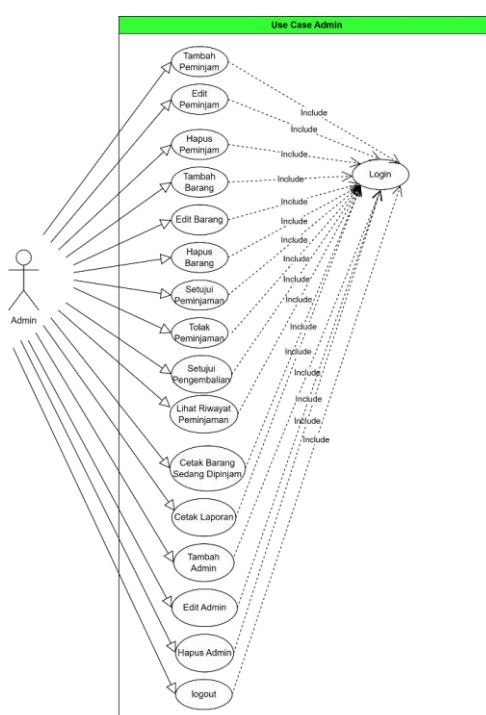 Use Case Admin
Tambah
Peminjam
Edit
Peminjam
Include
Include
Hapus
Peminjam
Include
Login
Tambah
Barang
Include
Edit Barang
Include
Include
Hapus
Barang
Include
Setujui
Peminjaman
Include
Include
Admin
Tolak
Peminjaman
Include
Setujui
Pengembalian
Include
Lihat Riwayat
Peminjaman
Include
Include
Cetak Barang
Sedang Dipinjam
Include
Cetak Laporan
Tambah
Admin
Edit Admin
Hapus Admin
logout